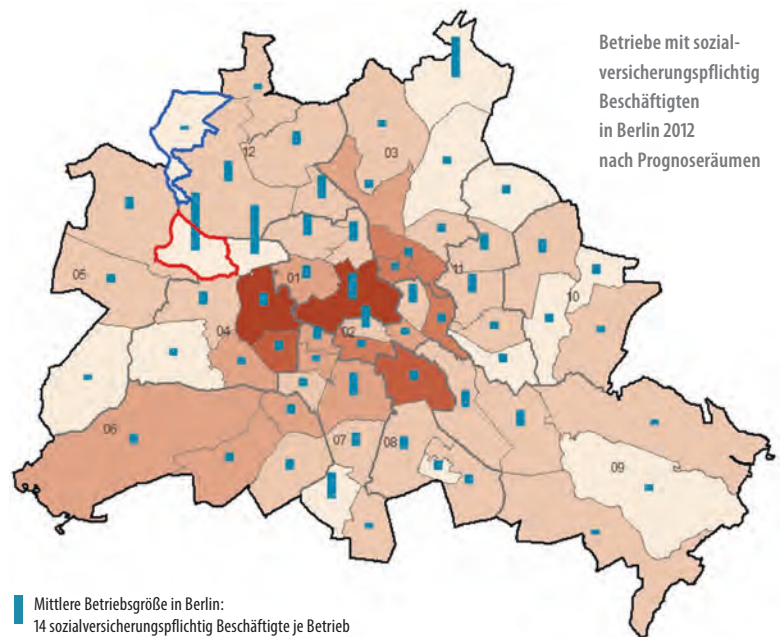 Betriebe mit sozial-
versicherungspflichtig
Beschäftigten
in Berlin 2012
nach Prognoseräumen
12
03
01
11
05
10
04
02
06
07
08
09
Mittlere Betriebsgröße in Berlin:
14 sozialversicherungspflichtig Beschäftigte je Betrieb